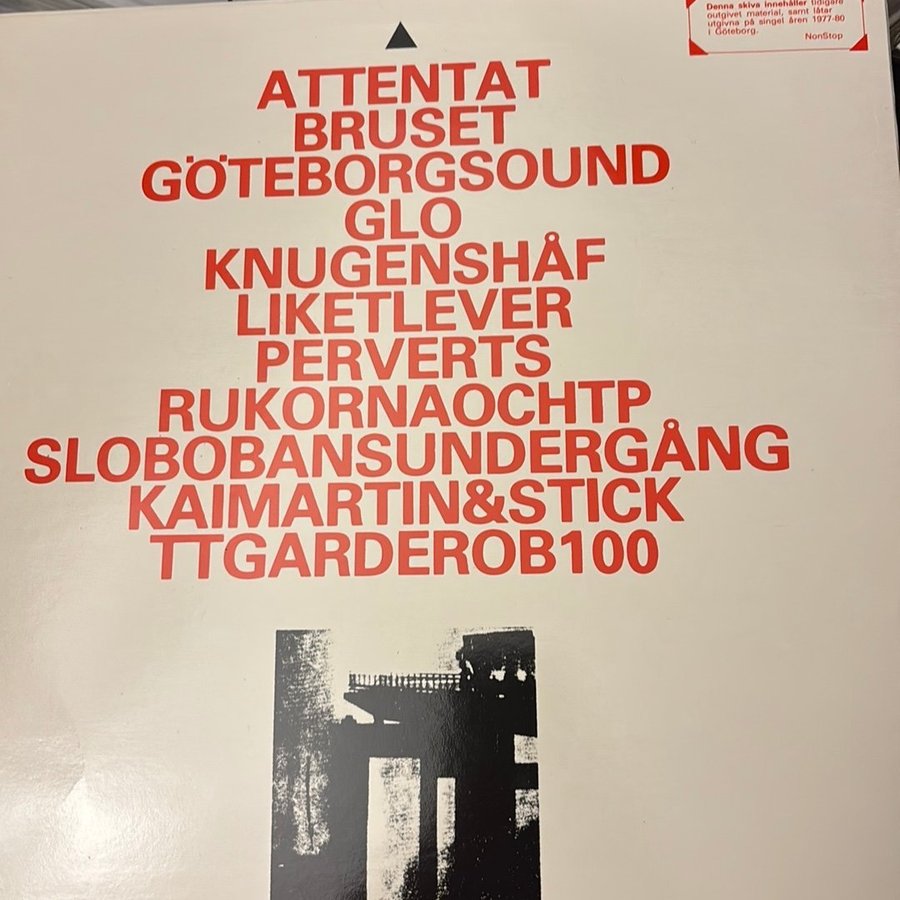 Denna skiva innehåller tidigare
outgivet material, samt låtar
utgivna på singel åren 1977-80
i Göteborg.
NonStop
ATTENTAT
BRUSET
GÖTEBORGSOUND
GLO
KNUGENSHÅF
LIKETLEVER
PERVERTS
RUKORNAOCHTP
SLOBOBANSUNDERGÅNG
KAIMARTIN&STICK
TTGARDEROB100